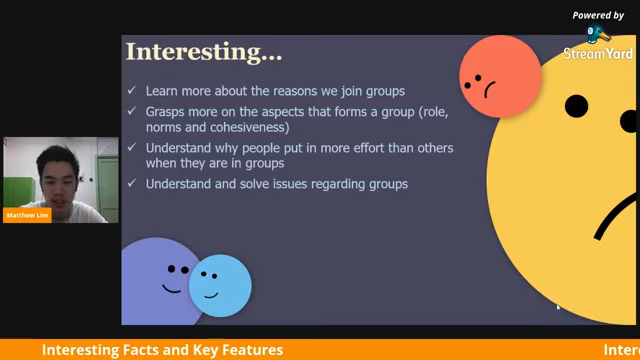 Powered by
StreamYard
Interesting...
✓ Learn more about the reasons we join groups
✓ Grasps more on the aspects that forms a group (role,
norms and cohesiveness)
✓ Understand why people put in more effort than others
when they are in groups
✓ Understand and solve issues regarding groups
Matthew Lim
Interesting Facts and Key Features
Inter